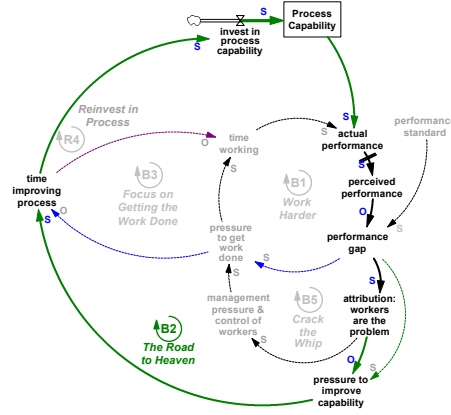 S
Process
Capability
invest in
process
capability
S
Reinvest in
Process
R4
time
working
S
O
S
actual
performance
performance
standard
S
perceived
performance
B3
Focus on
Getting the
Work Done
B1
Work
Harder
S
time
improving
process
O
S
O
S
pressure to
get work
done
S
S
performance
gap
S
management
pressure &
control of
workers
B5
Crack
the
Whip
attribution:
workers
are the
problem
B2
The Road
to Heaven
S
O
S
pressure to
improve
capability